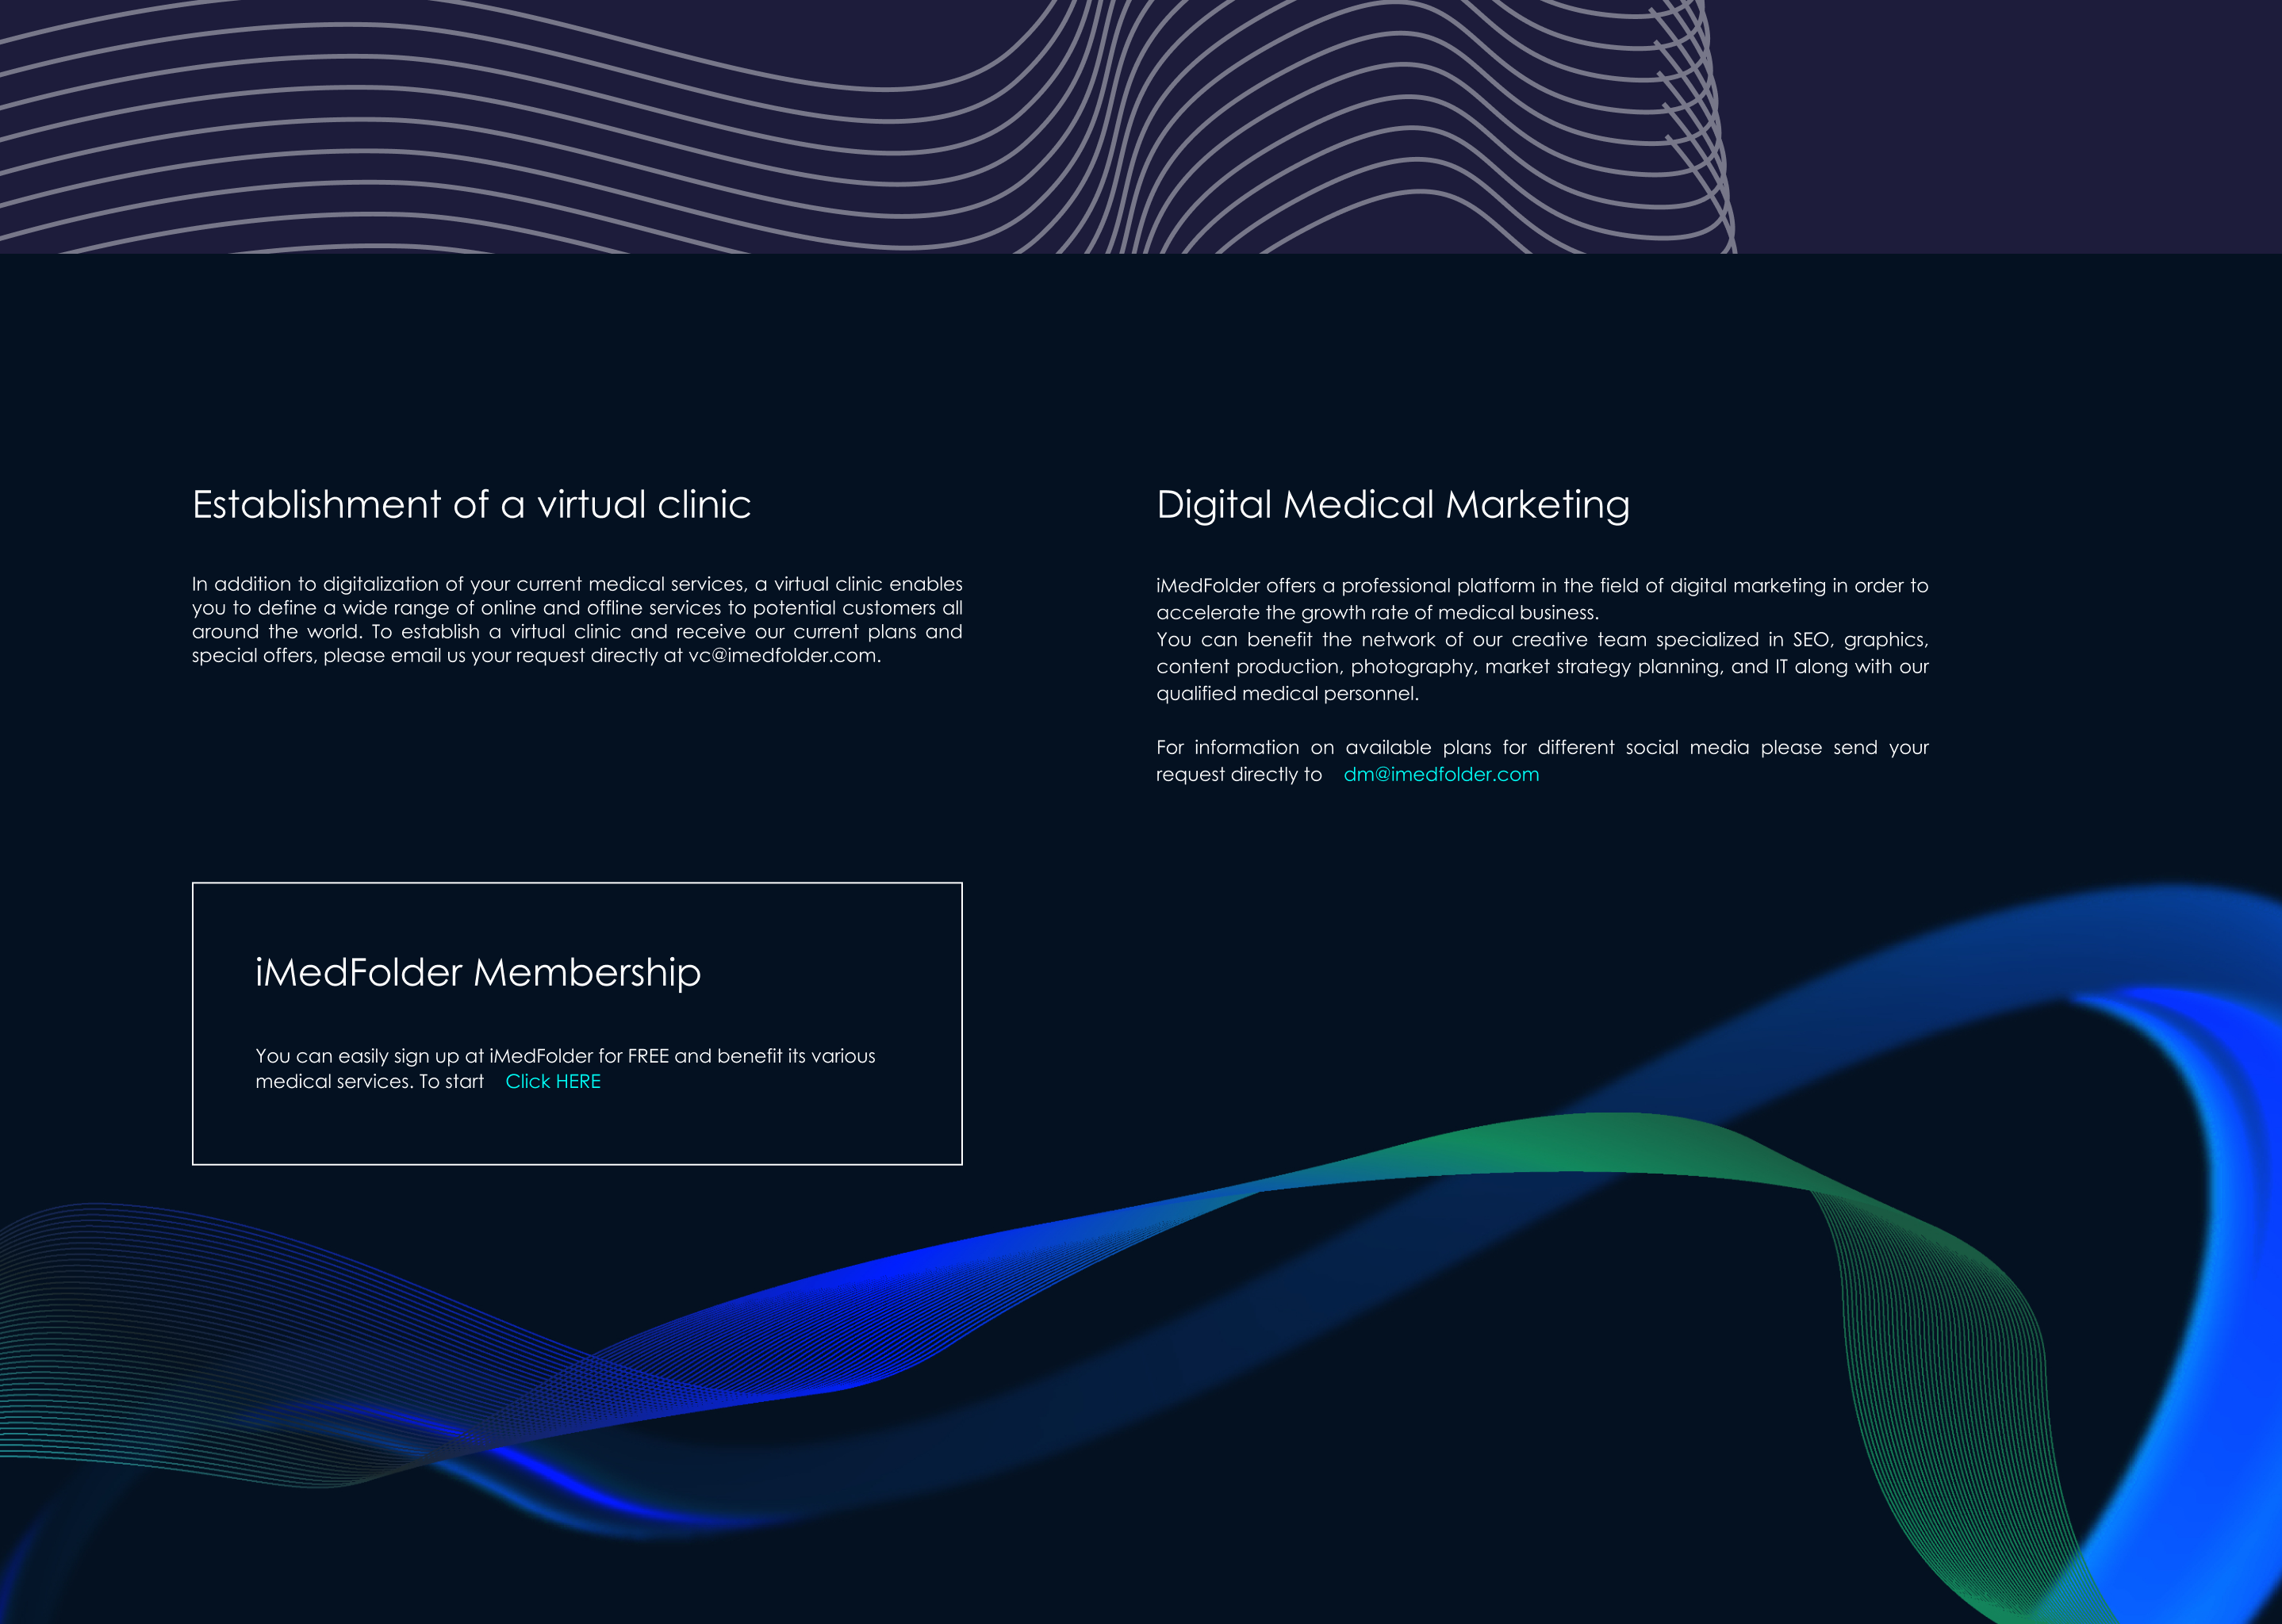 Establishment of a virtual clinic
In addition to digitalization of your current medical services, a virtual clinic enables
you to define a wide range of online and offline services to potential customers all
around the world. To establish a virtual clinic and receive our current plans and
special offers, please email us your request directly at vc@imedfolder.com.
Digital Medical Marketing
iMedFolder offers a professional platform in the field of digital marketing in order to
accelerate the growth rate of medical business.
You can benefit the network of our creative team specialized in SEO, graphics,
content production, photography, market strategy planning, and IT along with our
qualified medical personnel.
For information on available plans for different social media please send your
request directly to dm@imedfolder.com
iMedFolder Membership
You can easily sign up at iMedFolder for FREE and benefit its various
medical services. To start Click HERE